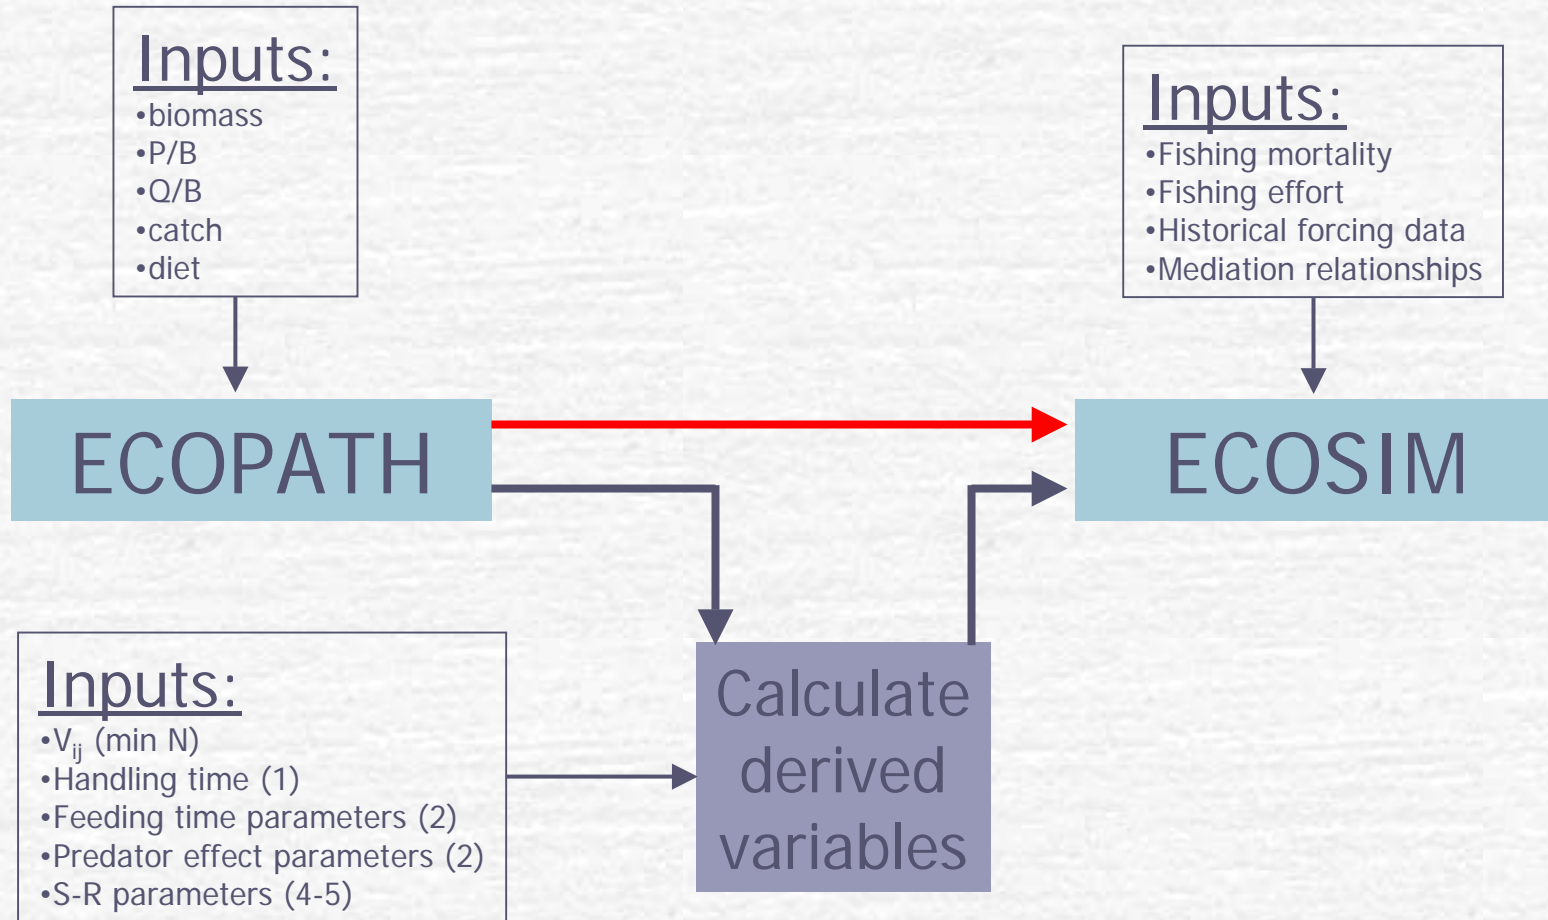 Inputs:
•biomass
•P/B
•Q/B
•catch
•diet
Inputs:
•Fishing mortality
•Fishing effort
•Historical forcing data
•Mediation relationships
ECOPATH
ECOSIM
Inputs:
•Vij (min N)
•Handling time (1)
•Feeding time parameters (2)
•Predator effect parameters (2)
•S-R parameters (4-5)
Calculate
derived
variables